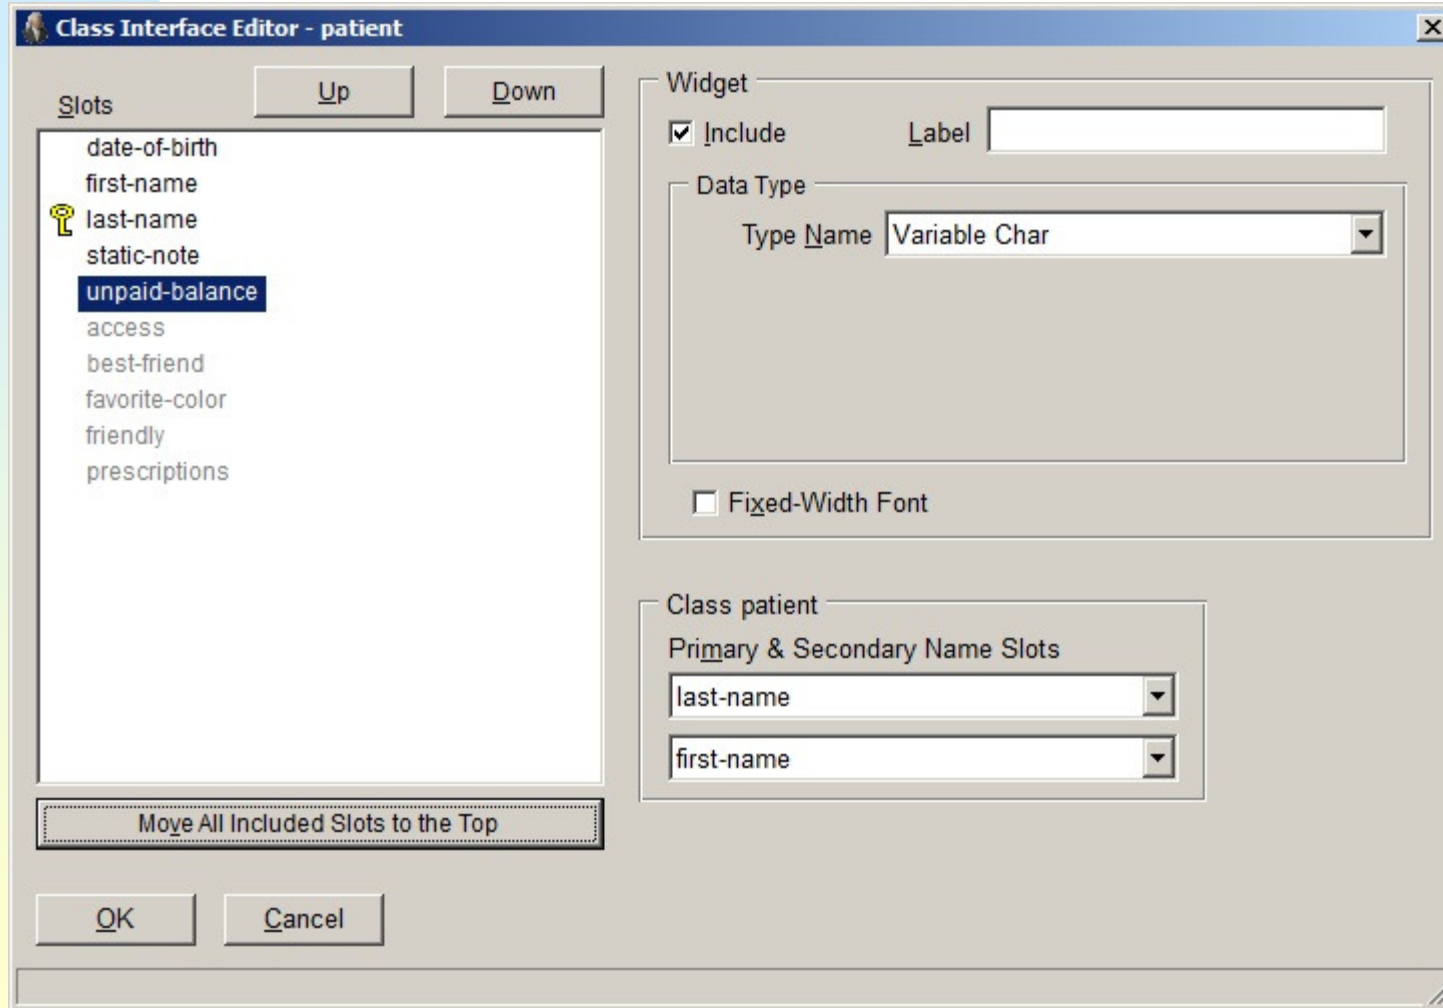 Class Interface Editor - patient
Slots
Up
Down
date-of-birth
first-name
last-name
static-note
unpaid-balance
access
best-friend
favorite-color
friendly
prescriptions
Move All Included Slots to the Top
OK
Cancel
Widget
Include
Label
Data Type
Type Name Variable Char
Fixed-Width Font
Class patient
Primary & Secondary Name Slots
last-name
first-name